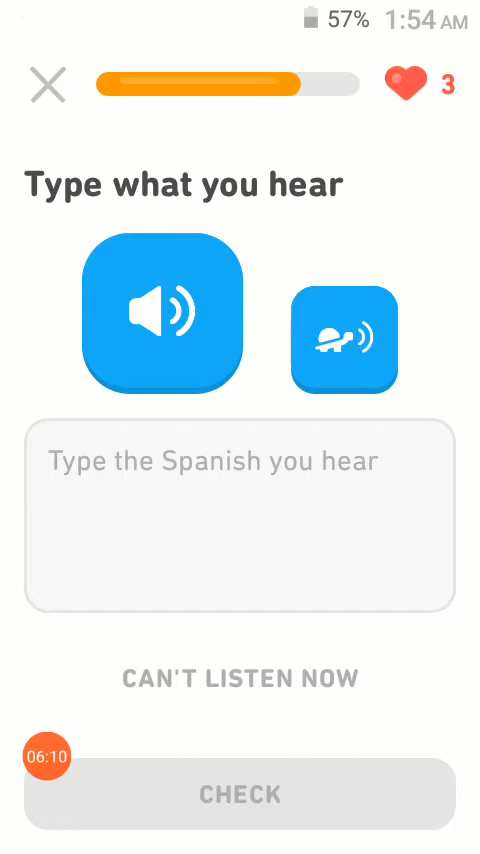 57% 1:54 AM
3
Type what you hear
Type the Spanish you hear
CAN'T LISTEN NOW
06:10
CHECK